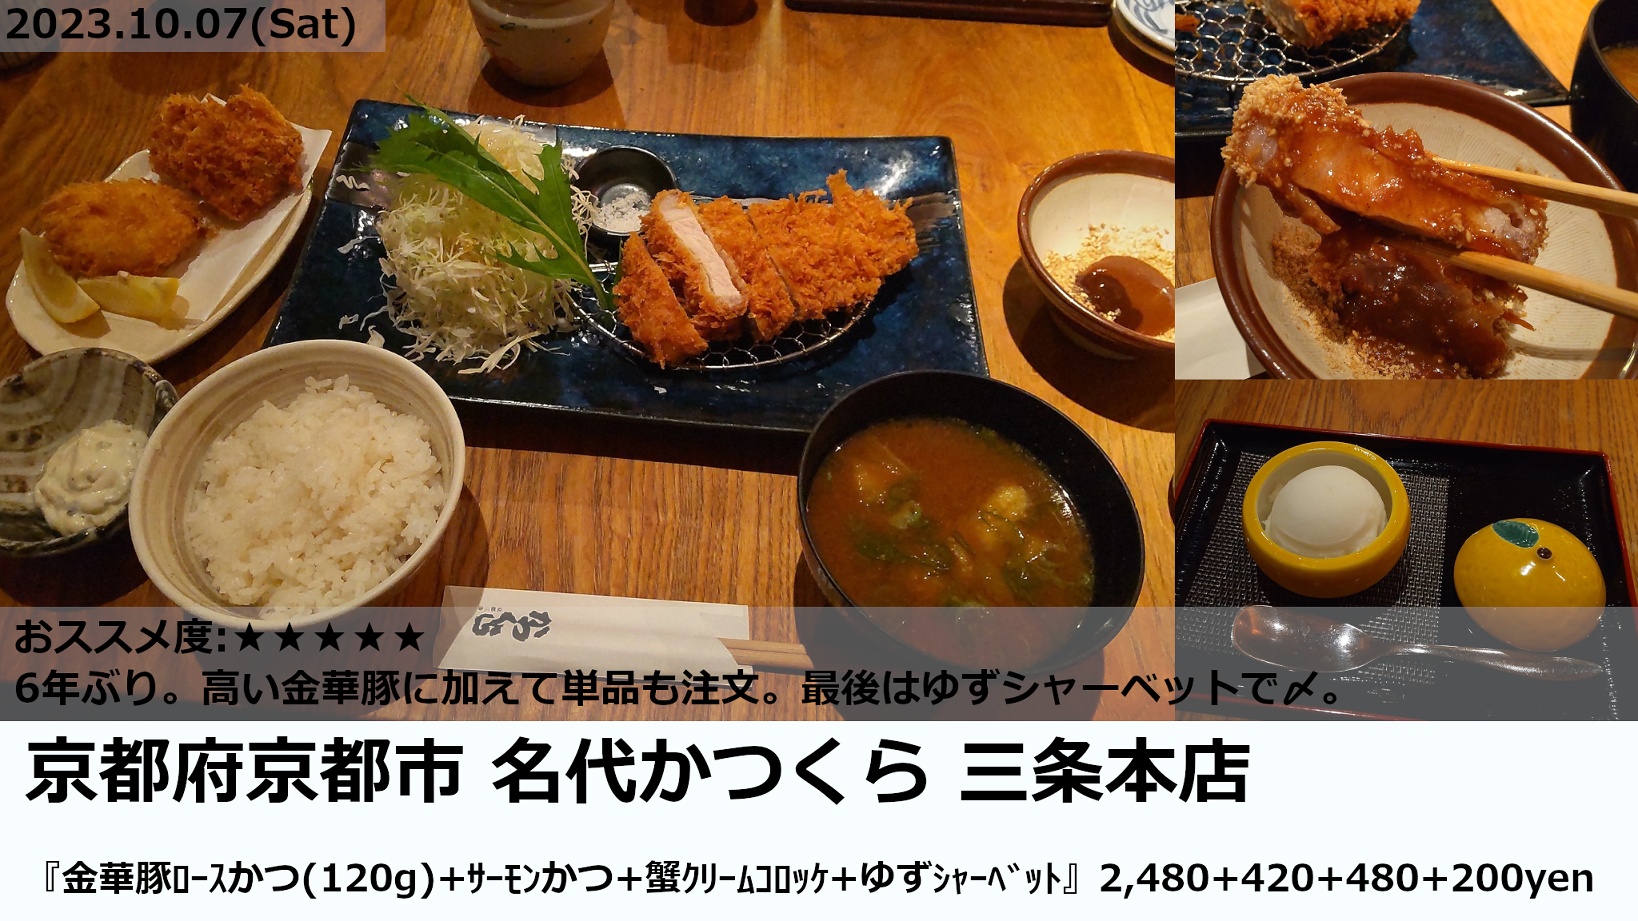 2023.10.07(Sat)
かつくら
おススメ度:★★★★★
6年ぶり。高い金華豚に加えて単品も注文。最後はゆずシャーベットで〆。
京都府京都市 名代かつくら 三条本店
『金華豚ﾛｰｽかつ(120g)+ｻｰﾓﾝかつ+蟹ｸﾘｰﾑｺﾛｯｹ+ゆずｼｬｰﾍﾞｯﾄ』2,480+420+480+200yen